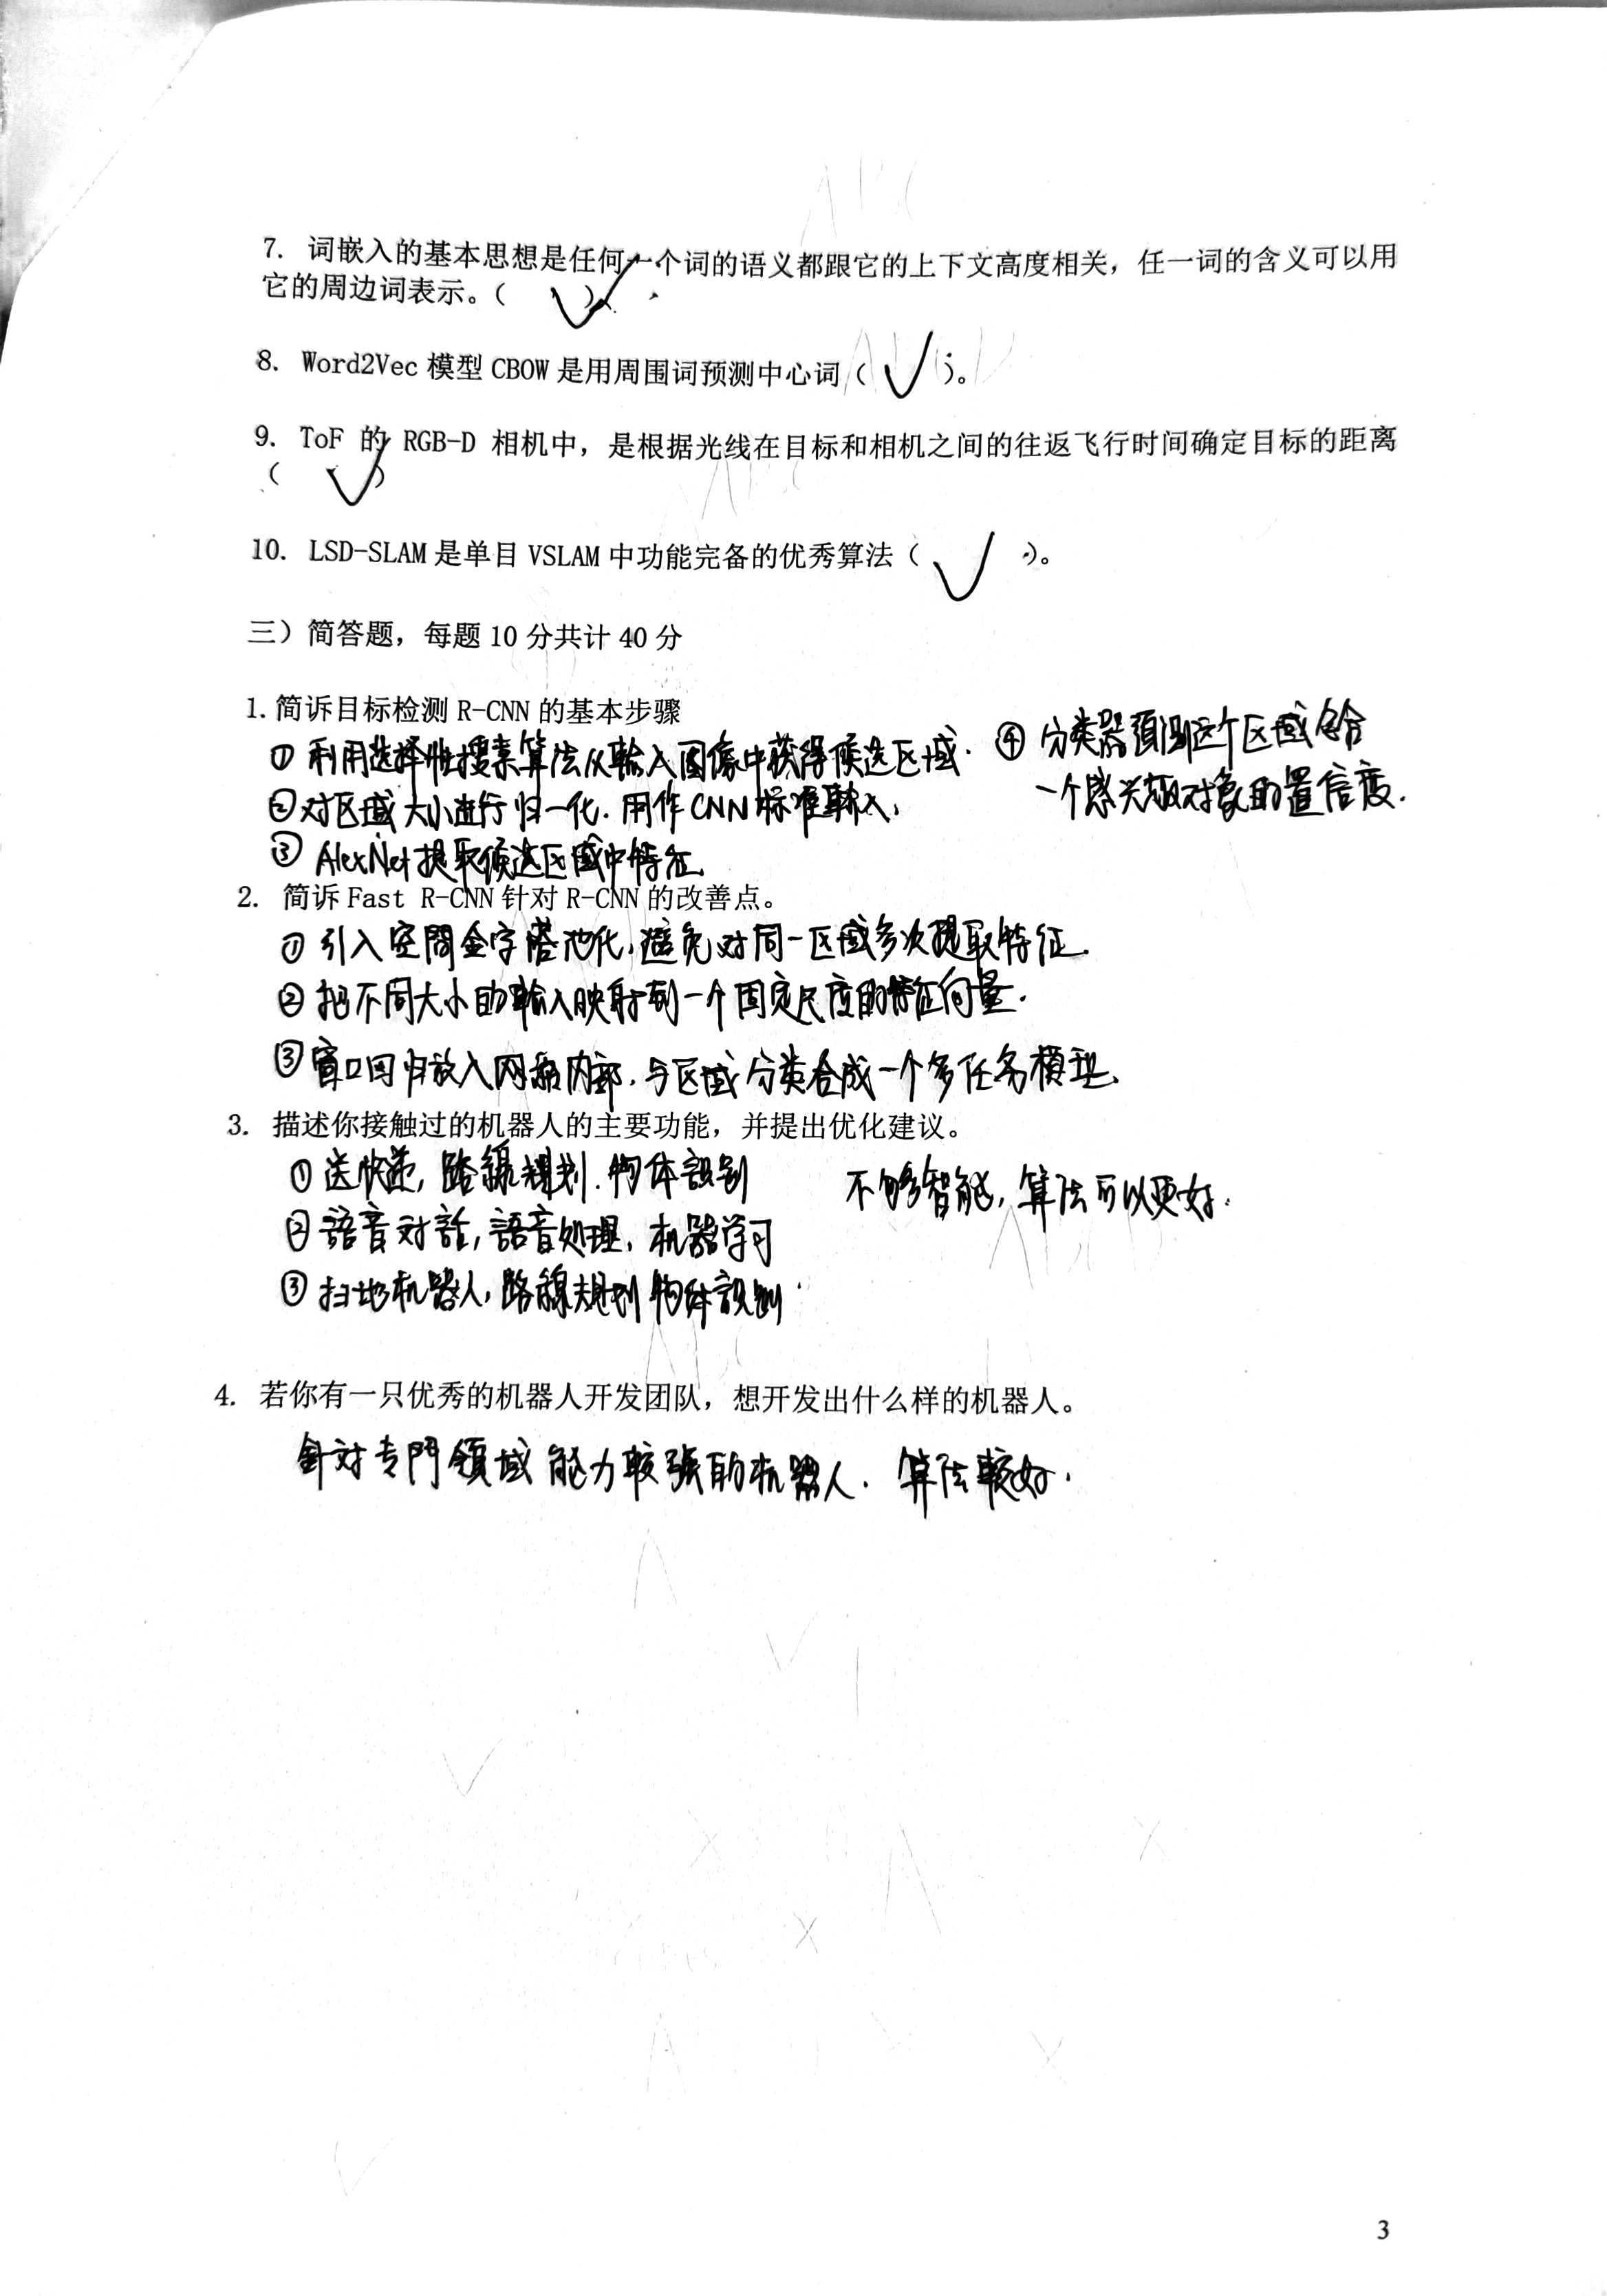 7. 词嵌入的基本思想是任何一个词的语义都跟它的上下文高度相关，任一词的含义可以用
它的周边词表示。（ ✓ ）
8. Word2Vec 模型 CBOW 是用周围词预测中心词（ ✓ ）。
9. ToF 的 RGB-D 相机中，是根据光线在目标和相机之间的往返飞行时间确定目标的距离
（ ✓ ）
10. LSD-SLAM 是单目 VSLAM 中功能完备的优秀算法（ ✓ ）。
三）简答题，每题 10 分共计 40 分
1. 简诉目标检测 R-CNN 的基本步骤
① 利用选择性搜索算法从輸入图像中获得候选区域.
② 对区域大小进行归一化. 用作CNN标准輸入,
③ AlexNet提取候选区域中特征
④ 分类器預測这个区域包含
一个感兴趣对象的置信度.
2. 简诉 Fast R-CNN 针对 R-CNN 的改善点。
① 引入空間金字塔池化, 避免对同一区域多次提取特征.
② 把不同大小的輸入映射到一个固定尺度的特征向量.
③ 窗口回归放入网络内部, 与区域分类合成一个多任务模型.
3. 描述你接触过的机器人的主要功能，并提出优化建议。
① 送快递, 路線規划. 物体識别
不够智能, 算法可以更好.
② 語音对話, 語音处理, 机器学习
③ 扫地机器人, 路線規划 物体識别
4. 若你有一只优秀的机器人开发团队，想开发出什么样的机器人。
針对专門領域能力較強的机器人. 算法較好.
3